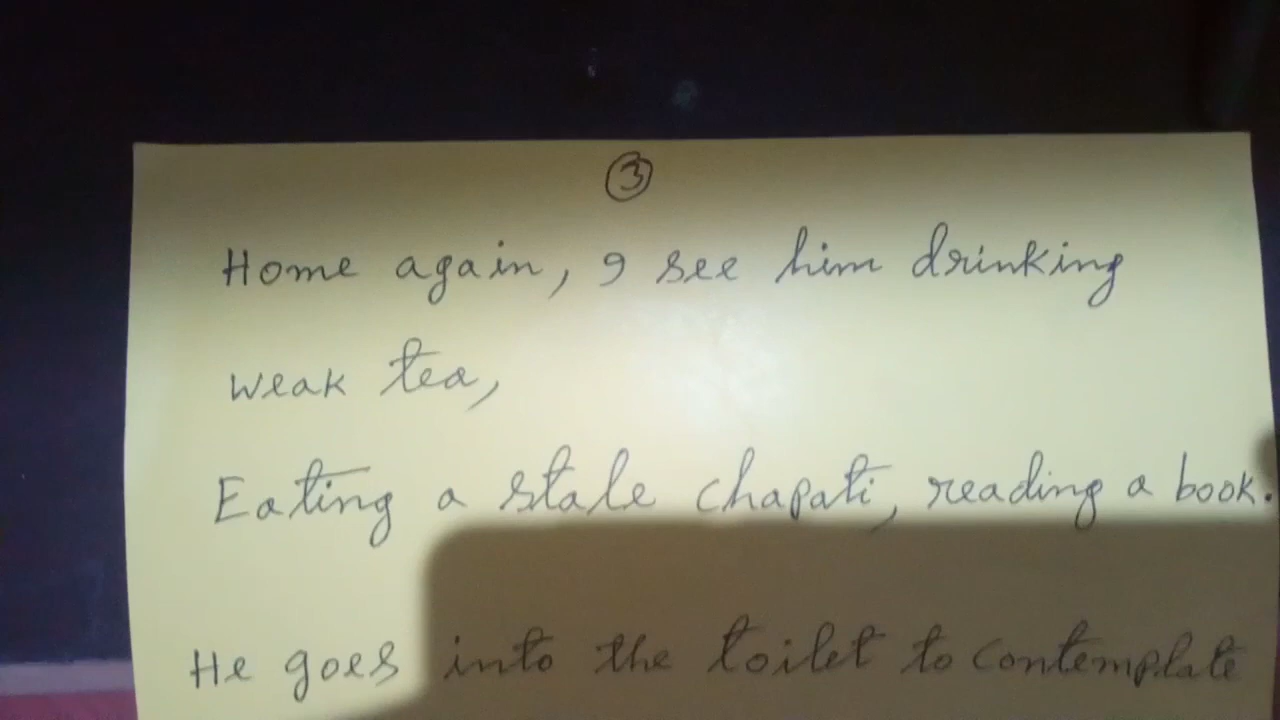 3
Home again, I see him drinking
weak tea,
Eating a stale chapati, reading a book.
He goes into the toilet to contemplate